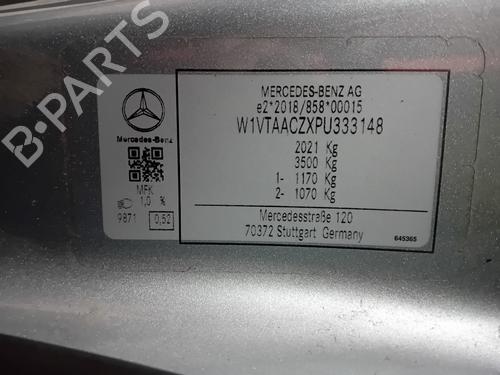 B-PARTS
Mercedes-Benz
MFK
1,0 %
9871 0,52
MERCEDES-BENZ AG
e2*2018/858*00015
W1VTAACZXPU333148
2021 Kg
3500 Kg
1- 1170 Kg
2- 1070 Kg
Mercedesstraße 120
70372 Stuttgart Germany
645365